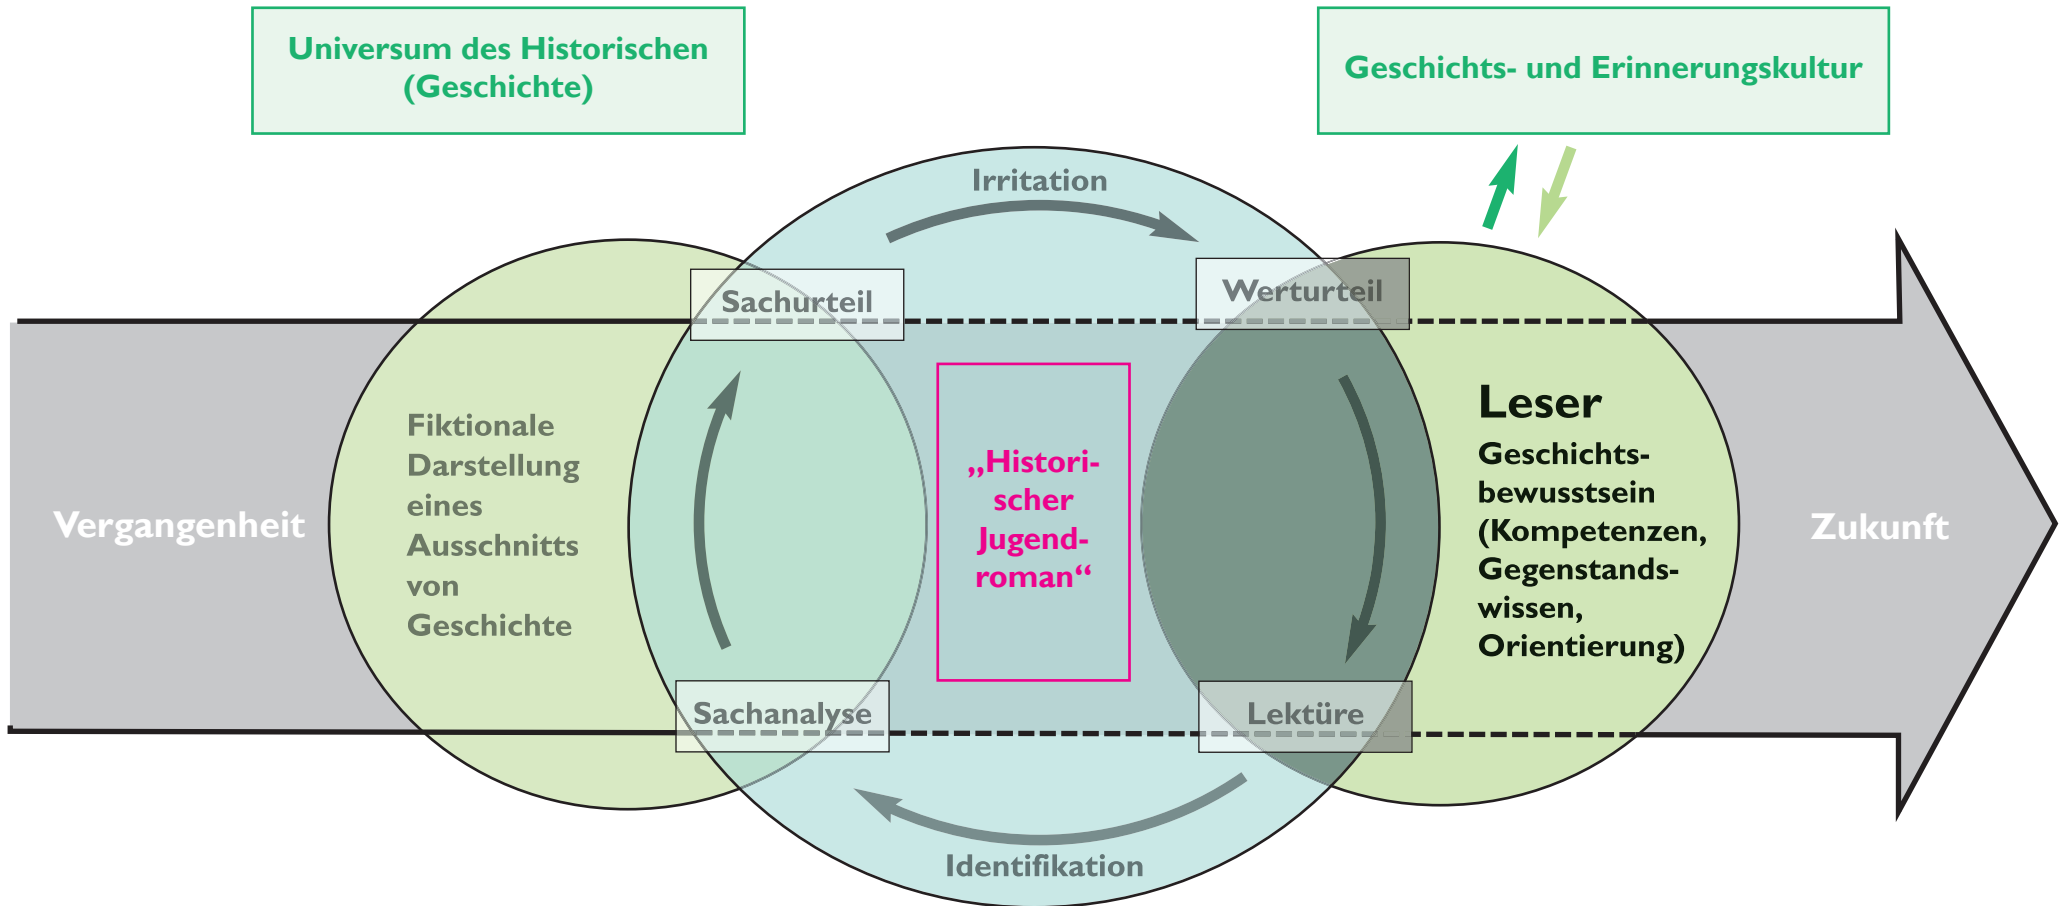 Universum des Historischen
(Geschichte)
Geschichts- und Erinnerungskultur
Irritation
Sachurteil
Werturteil
Vergangenheit
Fiktionale
Darstellung
eines
Ausschnitts
von
Geschichte
„Histori-
scher
Jugend-
roman“
Leser
Geschichts-
bewusstsein
(Kompetenzen,
Gegenstands-
wissen,
Orientierung)
Zukunft
Sachanalyse
Lektüre
Identifikation